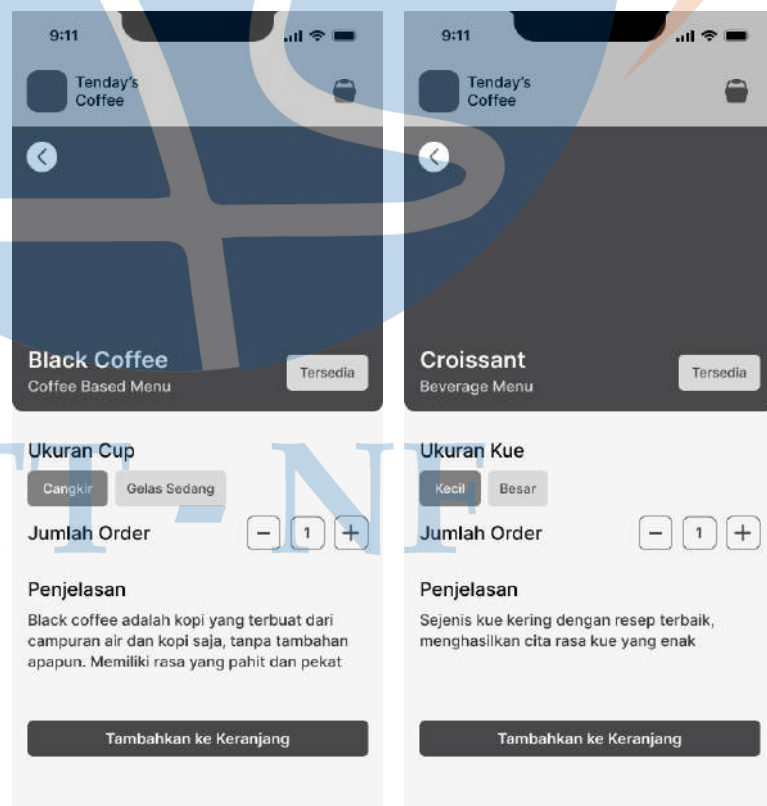 9:11
Tenday's
Coffee
Black Coffee
Coffee Based Menu
Tersedia
Ukuran Cup
Cangkir
Gelas Sedang
Jumlah Order
1
Penjelasan
Black coffee adalah kopi yang terbuat dari
campuran air dan kopi saja, tanpa tambahan
apapun. Memiliki rasa yang pahit dan pekat
Tambahkan ke Keranjang
9:11
Tenday's
Coffee
Croissant
Beverage Menu
Tersedia
Ukuran Kue
Kecil
Besar
Jumlah Order
1
Penjelasan
Sejenis kue kering dengan resep terbaik,
menghasilkan cita rasa kue yang enak
Tambahkan ke Keranjang
T - NF